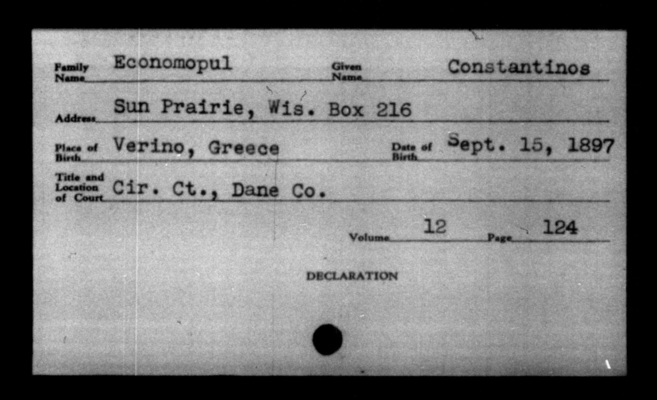 Family Name Economopul Given Name Constantinos
Address Sun Prairie, Wis. Box 216
Place of Birth Verino, Greece Date of Birth Sept. 15, 1897
Title and Location of Court Cir. Ct., Dane Co.
Volume 12 Page 124
DECLARATION